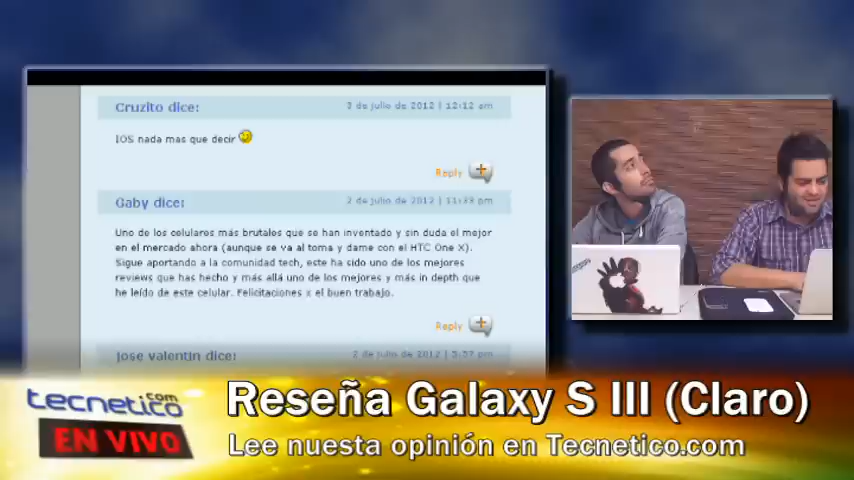 Cruzito dice:
3 de julio de 2012 | 12:12 am
IOS nada mas que decir
Reply
Gaby dice:
2 de julio de 2012 | 11:33 pm
Uno de los celulares más brutales que se han inventado y sin duda el mejor
en el mercado ahora (aunque se va al toma y dame con el HTC One X).
Sigue aportando a la comunidad tech, este ha sido uno de los mejores
reviews que has hecho y más allá uno de los mejores y más in depth que
he leído de este celular. Felicitaciones x el buen trabajo.
Reply
jose valentin dice:
2 de julio de 2012 | 5:57 pm
tecnetico.com
EN VIVO
Reseña Galaxy S III (Claro)
Lee nuesta opinión en Tecnetico.com